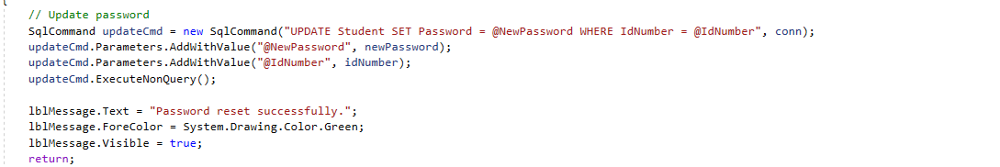 {
// Update password
SqlCommand updateCmd = new SqlCommand("UPDATE Student SET Password = @NewPassword WHERE IdNumber = @IdNumber", conn);
updateCmd.Parameters.AddWithValue("@NewPassword", newPassword);
updateCmd.Parameters.AddWithValue("@IdNumber", idNumber);
updateCmd.ExecuteNonQuery();
lblMessage.Text = "Password reset successfully.";
lblMessage.ForeColor = System.Drawing.Color.Green;
lblMessage.Visible = true;
return;